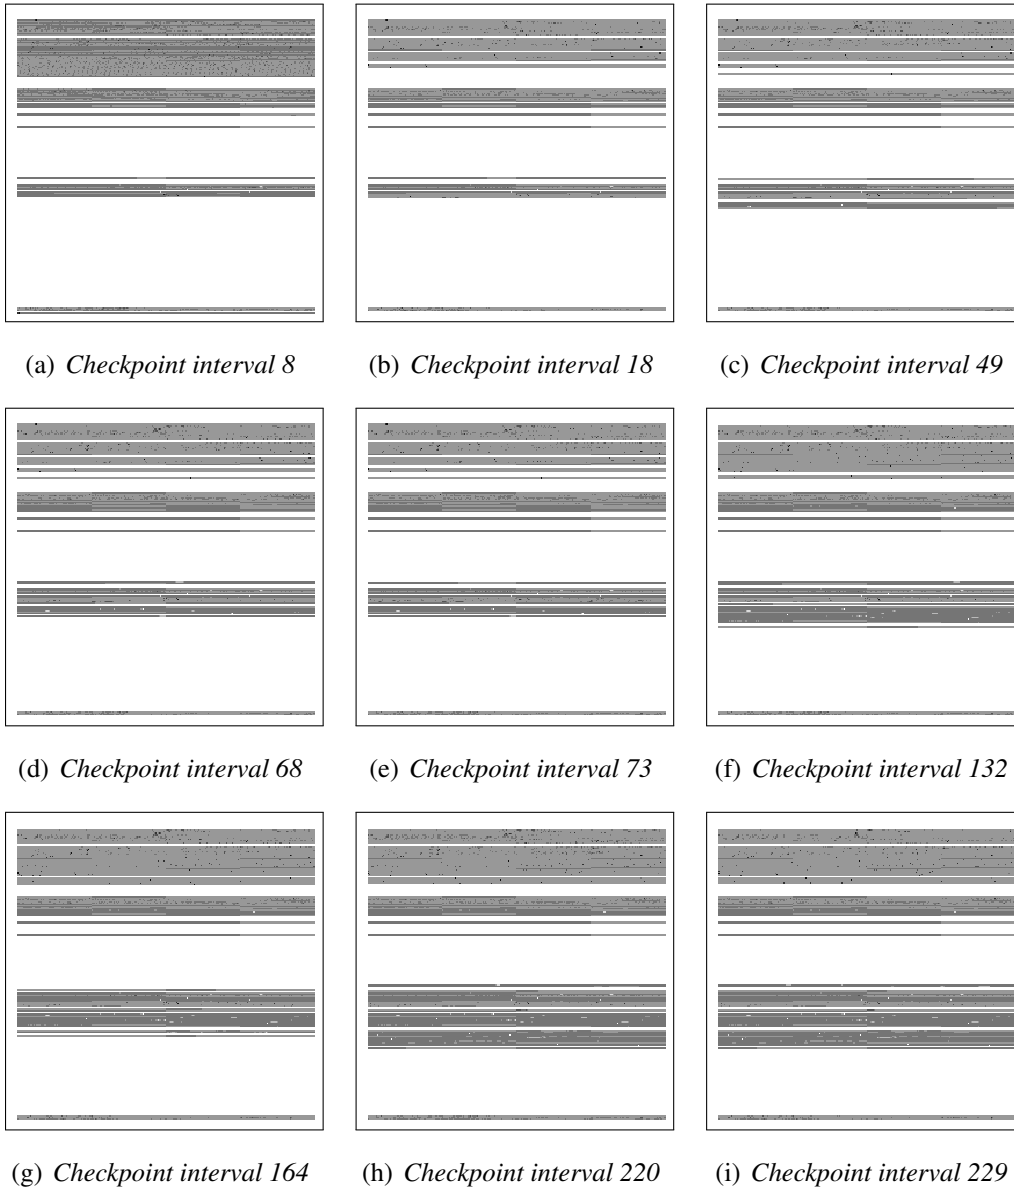 (a) Checkpoint interval 8
(b) Checkpoint interval 18
(c) Checkpoint interval 49
(d) Checkpoint interval 68
(e) Checkpoint interval 73
(f) Checkpoint interval 132
(g) Checkpoint interval 164
(h) Checkpoint interval 220
(i) Checkpoint interval 229